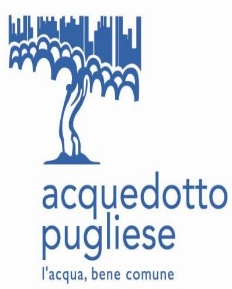 acquedotto
pugliese
l'acqua, bene comune